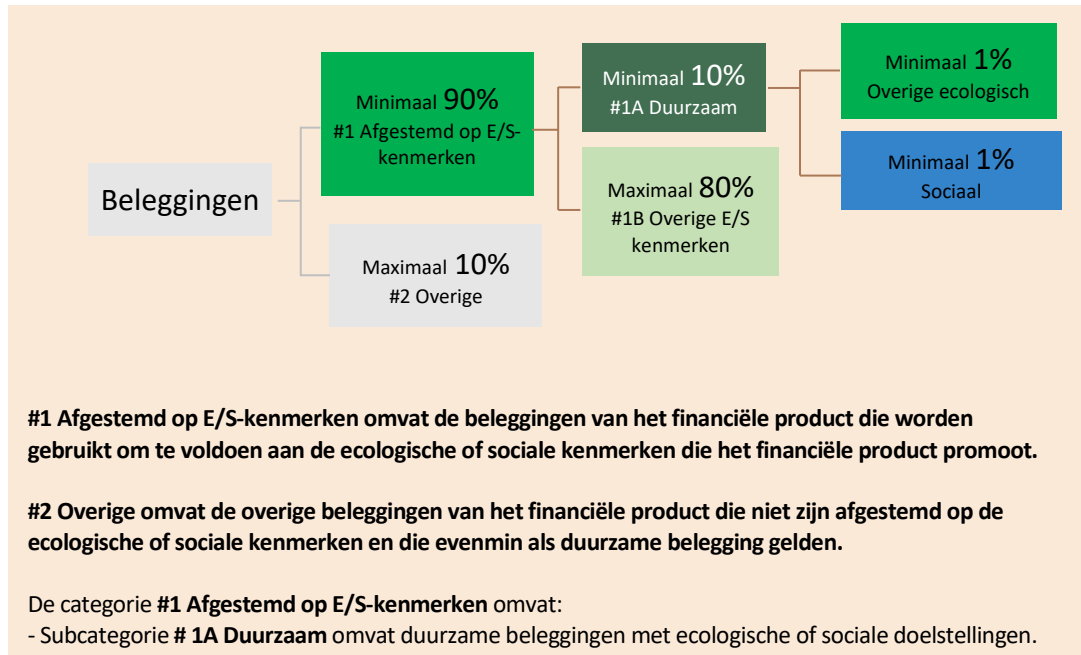 Beleggingen
Minimaal 90%
#1 Afgestemd op E/S-
kenmerken
Maximaal 10%
#2 Overige
Minimaal 10%
#1A Duurzaam
Maximaal 80%
#1B Overige E/S
kenmerken
Minimaal 1%
Overige ecologisch
Minimaal 1%
Sociaal
#1 Afgestemd op E/S-kenmerken omvat de beleggingen van het financiële product die worden
gebruikt om te voldoen aan de ecologische of sociale kenmerken die het financiële product promoot.
#2 Overige omvat de overige beleggingen van het financiële product die niet zijn afgestemd op de
ecologische of sociale kenmerken en die evenmin als duurzame belegging gelden.
De categorie #1 Afgestemd op E/S-kenmerken omvat:
- Subcategorie # 1A Duurzaam omvat duurzame beleggingen met ecologische of sociale doelstellingen.